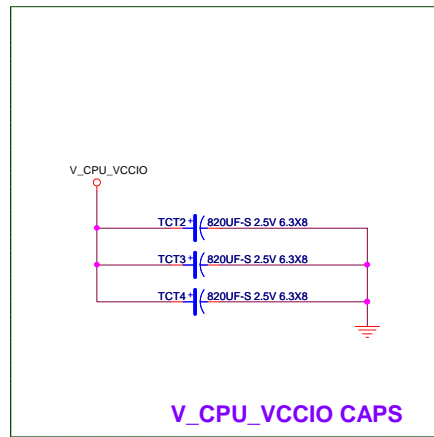 V_CPU_VCCIO
TCT2 + 820UF-S 2.5V 6.3X8
TCT3 + 820UF-S 2.5V 6.3X8
TCT4 + 820UF-S 2.5V 6.3X8
V_CPU_VCCIO CAPS